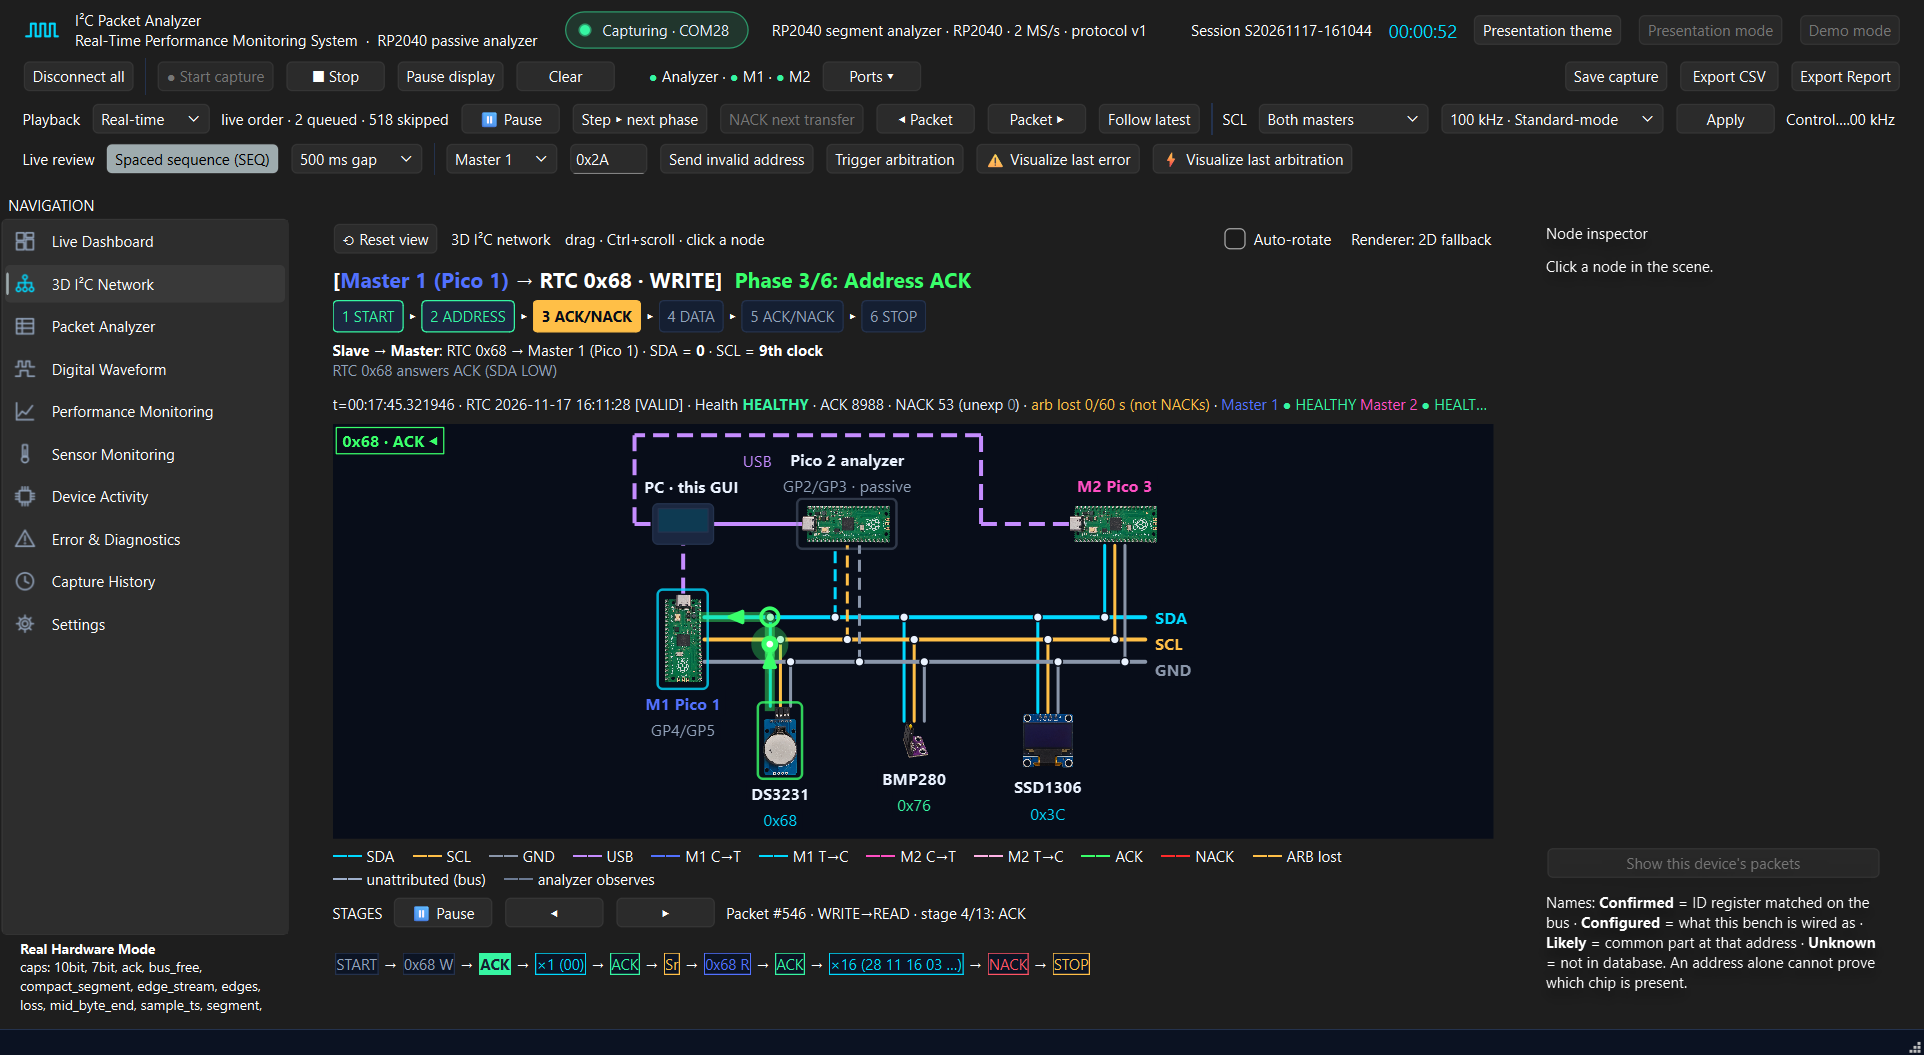 I²C Packet Analyzer
Real-Time Performance Monitoring System · RP2040 passive analyzer
Capturing · COM28
RP2040 segment analyzer · RP2040 · 2 MS/s · protocol v1
Session S20261117-161044
00:00:52
Presentation theme
Presentation mode
Demo mode
Disconnect all
● Start capture
■ Stop
Pause display
Clear
● Analyzer · ● M1 · ● M2
Ports ▾
Save capture
Export CSV
Export Report
Playback
Real-time
live order · 2 queued · 518 skipped
⏸ Pause
Step ▸ next phase
NACK next transfer
◂ Packet
Packet ▸
Follow latest
SCL
Both masters
100 kHz · Standard-mode
Apply
Control....00 kHz
Live review
Spaced sequence (SEQ)
500 ms gap
Master 1
0x2A
Send invalid address
Trigger arbitration
⚠ Visualize last error
⚡ Visualize last arbitration
NAVIGATION
Live Dashboard
3D I²C Network
Packet Analyzer
Digital Waveform
Performance Monitoring
Sensor Monitoring
Device Activity
Error & Diagnostics
Capture History
Settings
Real Hardware Mode
caps: 10bit, 7bit, ack, bus_free,
compact_segment, edge_stream, edges,
loss, mid_byte_end, sample_ts, segment,
⟲ Reset view
3D I²C network
drag · Ctrl+scroll · click a node
Auto-rotate
Renderer: 2D fallback
[Master 1 (Pico 1) → RTC 0x68 · WRITE] Phase 3/6: Address ACK
1 START ▸ 2 ADDRESS ▸ 3 ACK/NACK ▸ 4 DATA ▸ 5 ACK/NACK ▸ 6 STOP
Slave → Master: RTC 0x68 → Master 1 (Pico 1) · SDA = 0 · SCL = 9th clock
RTC 0x68 answers ACK (SDA LOW)
t=00:17:45.321946 · RTC 2026-11-17 16:11:28 [VALID] · Health HEALTHY · ACK 8988 · NACK 53 (unexp 0) · arb lost 0/60 s (not NACKs) · Master 1 ● HEALTHY Master 2 ● HEALT...
0x68 · ACK ◂
USB
Pico 2 analyzer
GP2/GP3 · passive
PC · this GUI
M2 Pico 3
SDA
SCL
GND
M1 Pico 1
GP4/GP5
DS3231
0x68
BMP280
0x76
SSD1306
0x3C
SDA
SCL
GND
USB
M1 C→T
M1 T→C
M2 C→T
M2 T→C
ACK
NACK
ARB lost
unattributed (bus)
analyzer observes
STAGES
⏸ Pause
◂
▸
Packet #546 · WRITE→READ · stage 4/13: ACK
START → 0x68 W → ACK → ×1 (00) → ACK → Sr → 0x68 R → ACK → ×16 (28 11 16 03 ...) → NACK → STOP
Node inspector
Click a node in the scene.
Show this device's packets
Names: Confirmed = ID register matched on the
bus · Configured = what this bench is wired as ·
Likely = common part at that address · Unknown
= not in database. An address alone cannot prove
which chip is present.